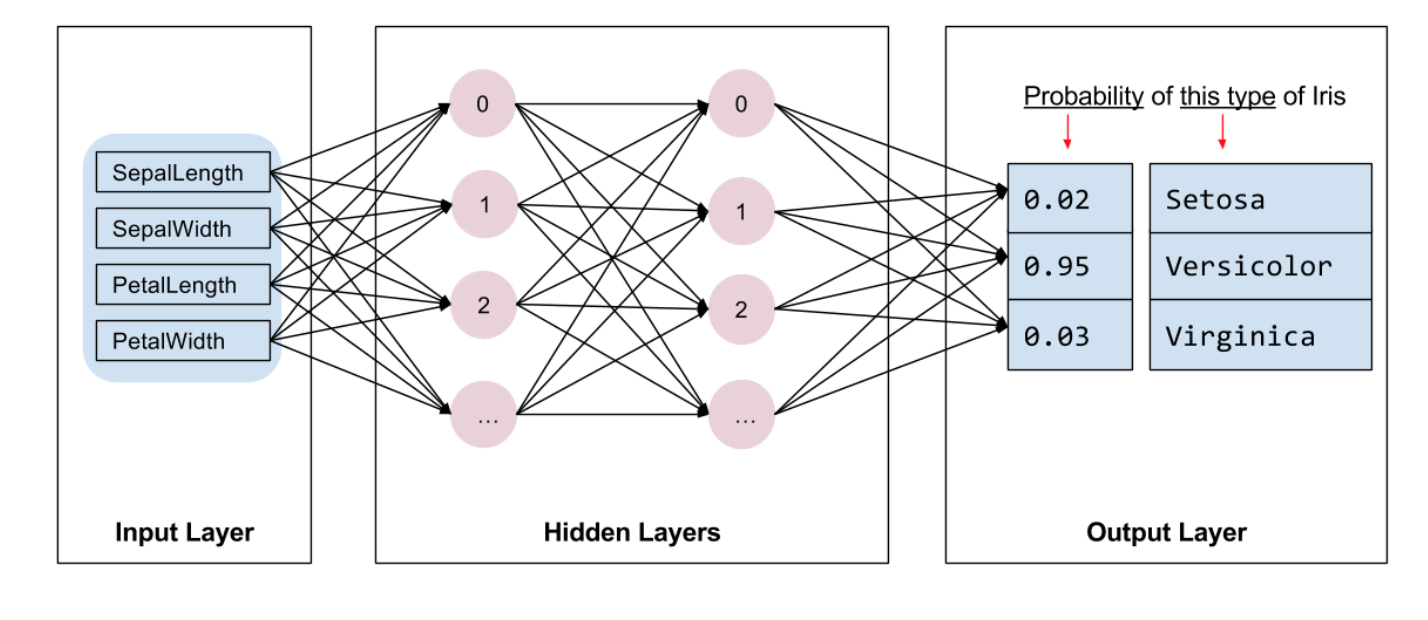 SepalLength
SepalWidth
PetalLength
PetalWidth
Input Layer
0
1
2
...
0
1
2
...
Hidden Layers
Probability of this type of Iris
0.02 Setosa
0.95 Versicolor
0.03 Virginica
Output Layer